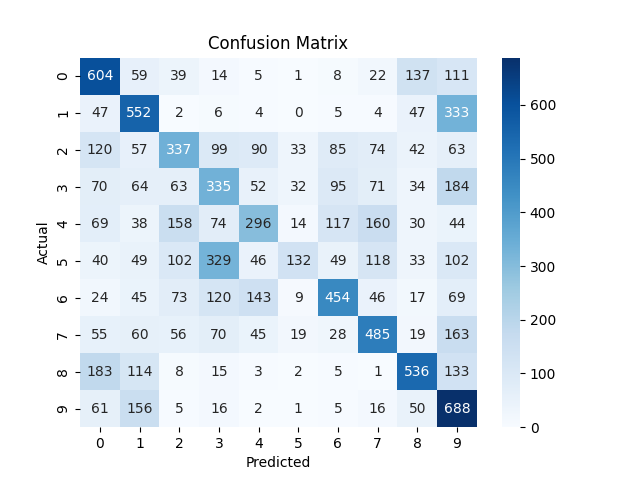 Confusion Matrix
0 604 59 39 14 5 1 8 22 137 111
1 47 552 2 6 4 0 5 4 47 333
2 120 57 337 99 90 33 85 74 42 63
3 70 64 63 335 52 32 95 71 34 184
4 69 38 158 74 296 14 117 160 30 44
5 40 49 102 329 46 132 49 118 33 102
6 24 45 73 120 143 9 454 46 17 69
7 55 60 56 70 45 19 28 485 19 163
8 183 114 8 15 3 2 5 1 536 133
9 61 156 5 16 2 1 5 16 50 688
0 1 2 3 4 5 6 7 8 9
Predicted
Actual
600
500
400
300
200
100
0